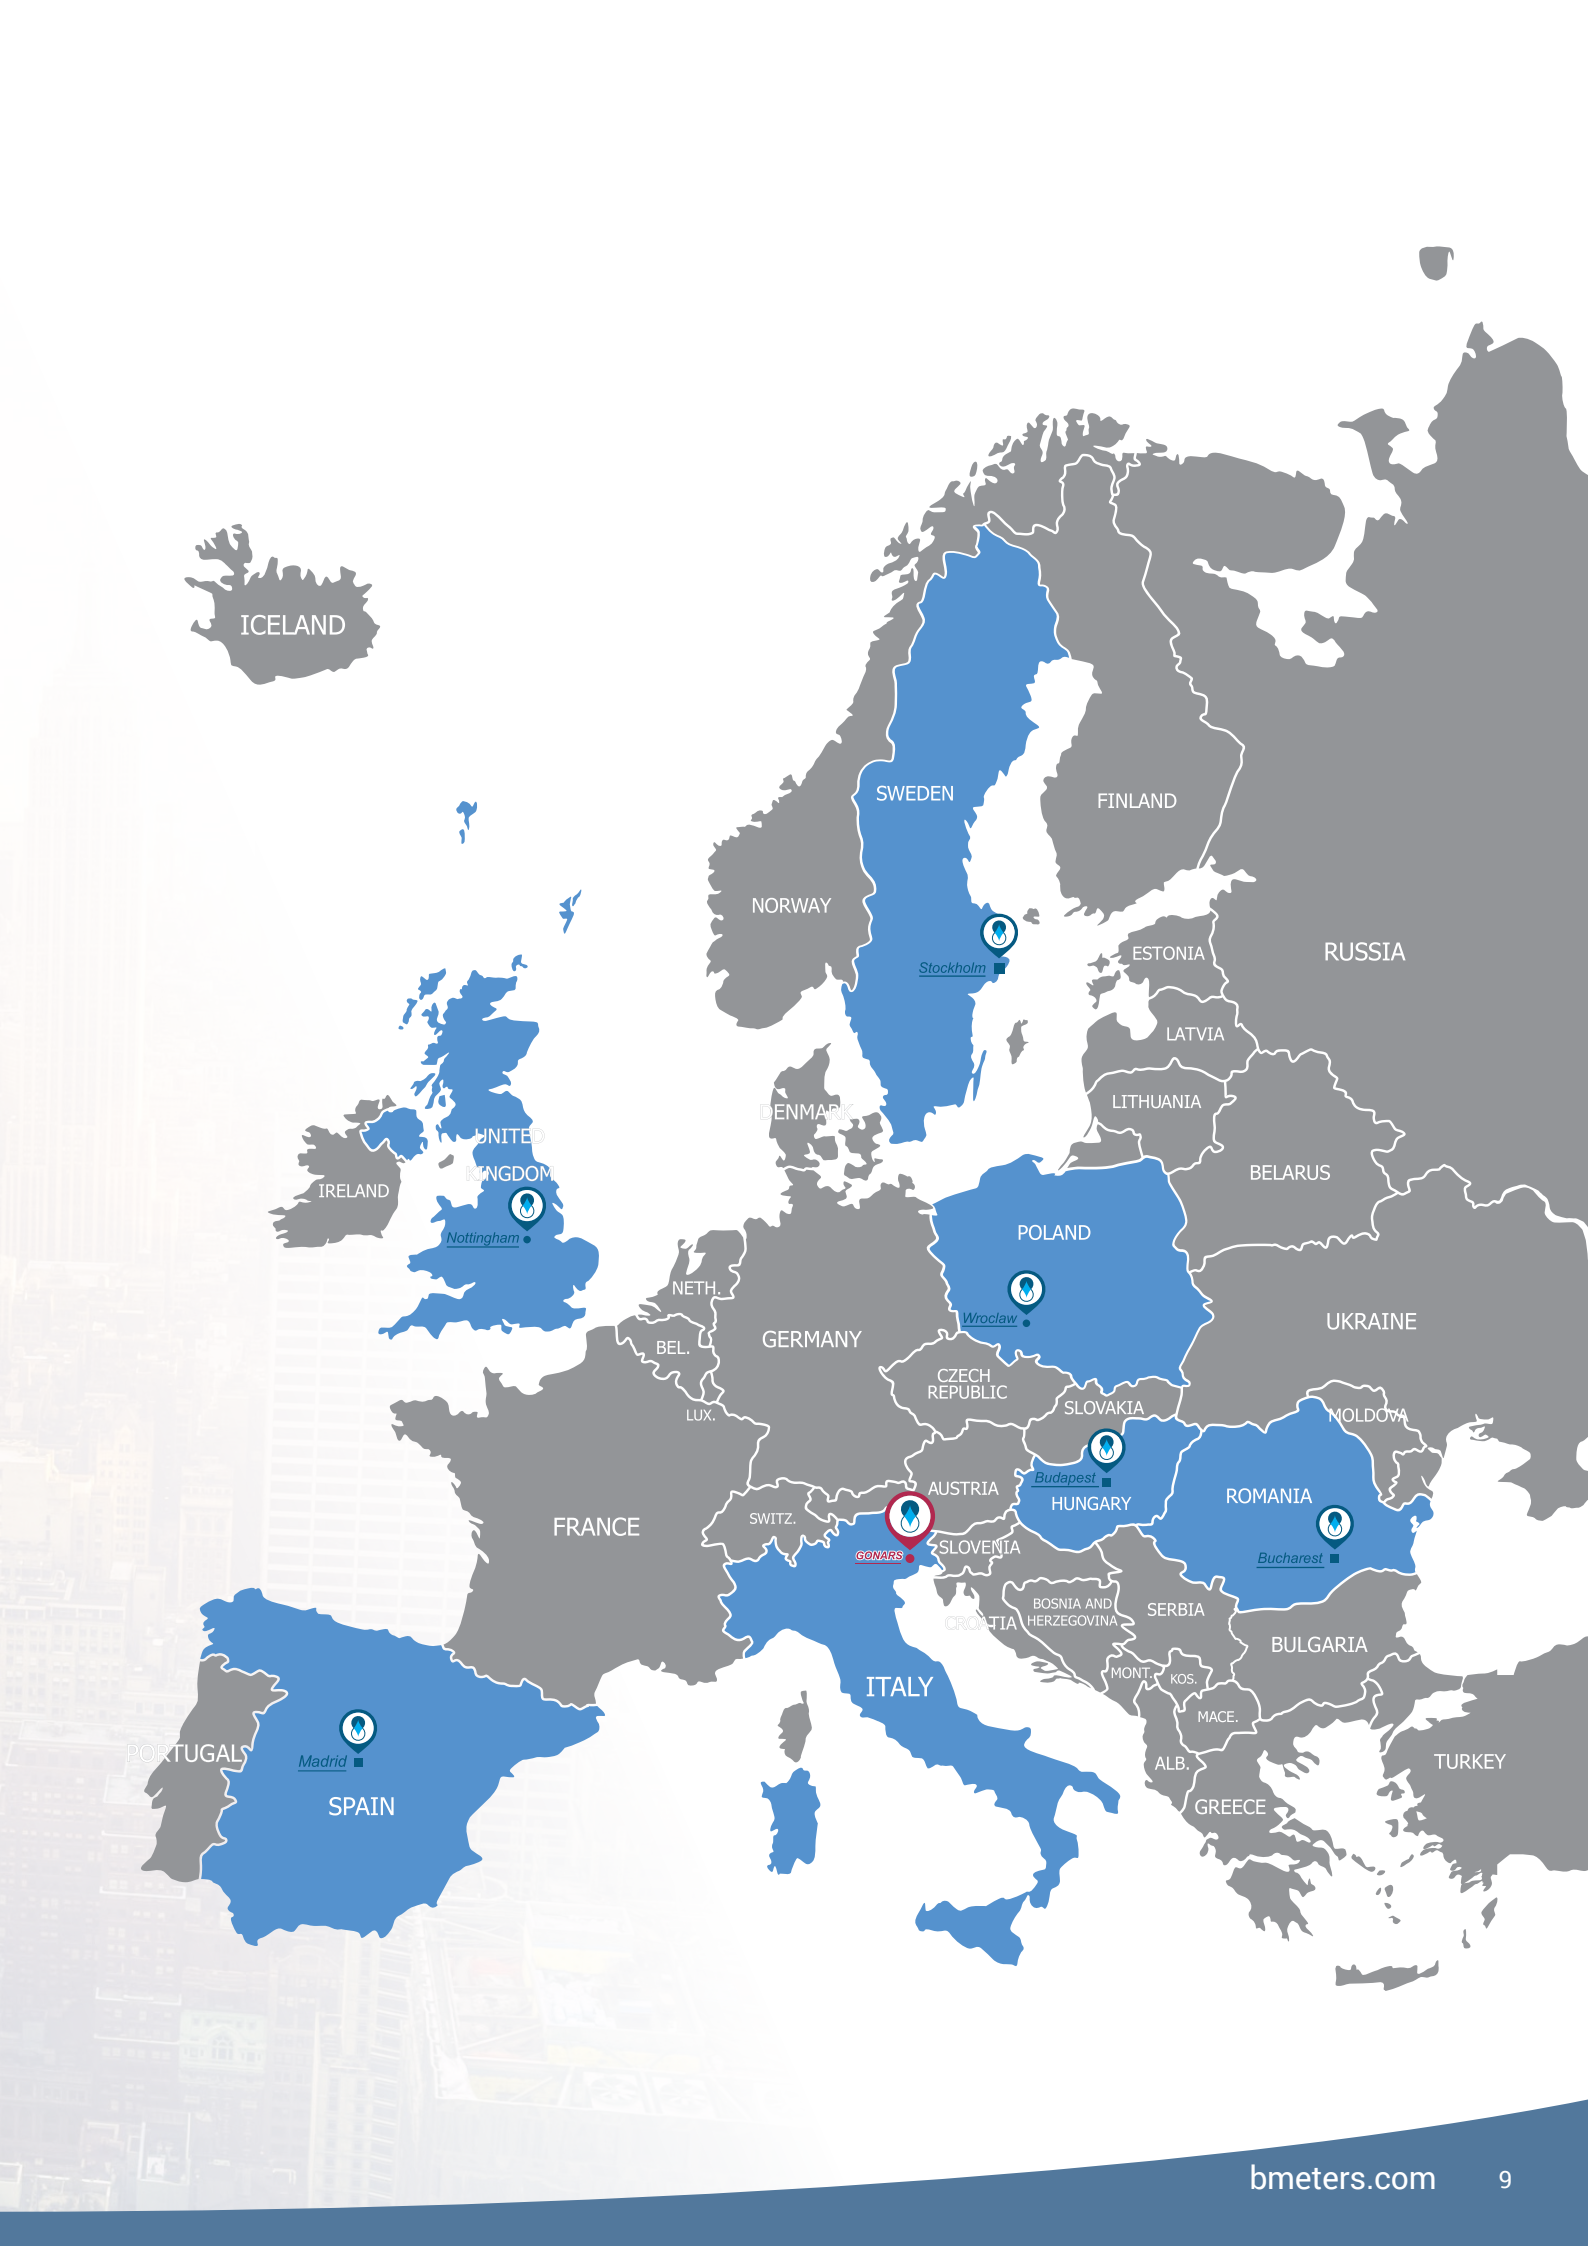 ICELAND
SWEDEN
FINLAND
NORWAY
RUSSIA
ESTONIA
Stockholm
LATVIA
LITHUANIA
DENMARK
UNITED
KINGDOM
IRELAND
BELARUS
Nottingham
POLAND
NETH.
Wroclaw
UKRAINE
GERMANY
BEL.
CZECH
REPUBLIC
SLOVAKIA
LUX.
MOLDOVA
Budapest
AUSTRIA
HUNGARY
ROMANIA
SWITZ.
FRANCE
GONARS
SLOVENIA
Bucharest
BOSNIA AND
HERZEGOVINA
CROATIA
SERBIA
BULGARIA
MONT.
KOS.
ITALY
MACE.
PORTUGAL
Madrid
ALB.
TURKEY
SPAIN
GREECE
bmeters.com 9